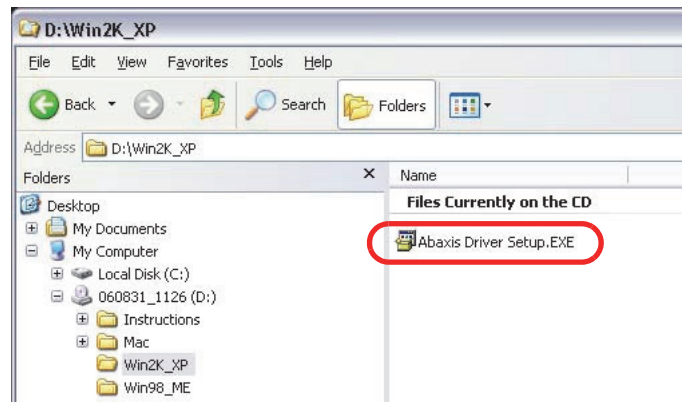 D:\Win2K_XP
File Edit View Favorites Tools Help
Back Search Folders
Address D:\Win2K_XP
Folders
Desktop
My Documents
My Computer
Local Disk (C:)
060831_1126 (D:)
Instructions
Mac
Win2K_XP
Win98_ME
Name
Files Currently on the CD
Abaxis Driver Setup.EXE